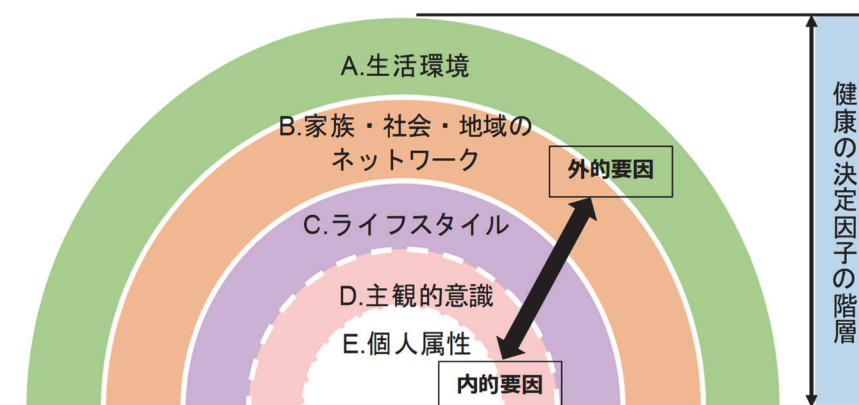 A.生活環境
B.家族・社会・地域の
ネットワーク
外的要因
C.ライフスタイル
D.主観的意識
E.個人属性
内的要因
健康の決定因子の階層